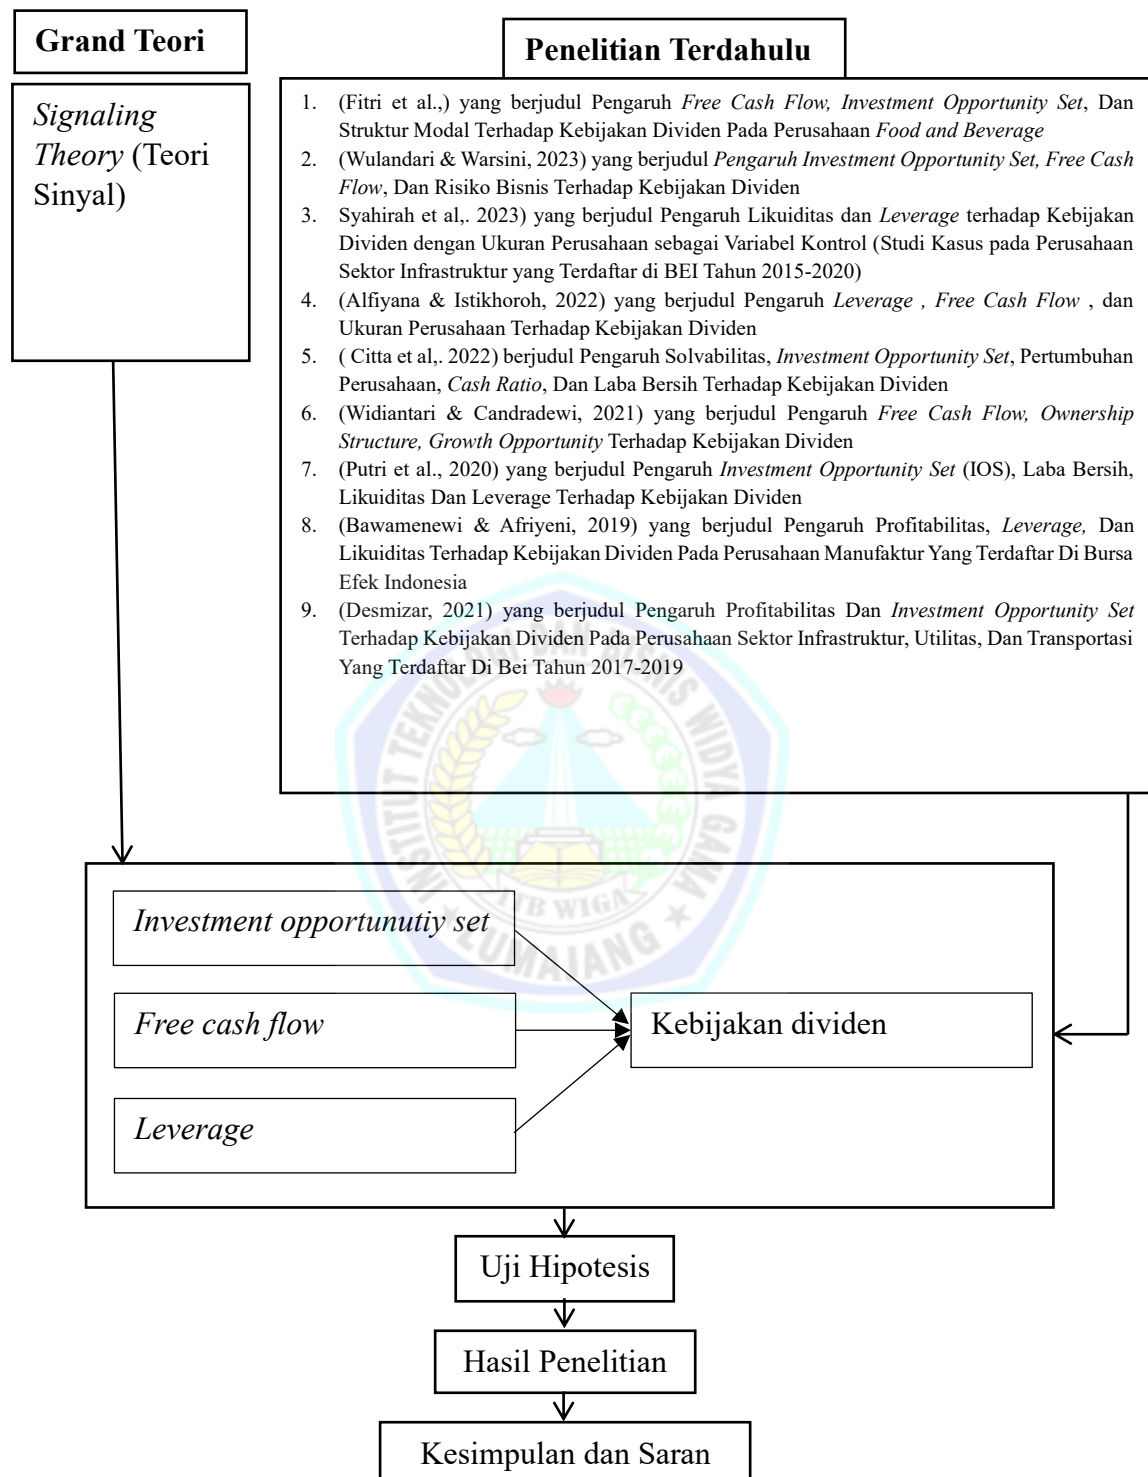 Grand Teori
Signaling
Theory (Teori
Sinyal)
Penelitian Terdahulu
1. (Fitri et al.,) yang berjudul Pengaruh Free Cash Flow, Investment Opportunity Set, Dan
Struktur Modal Terhadap Kebijakan Dividen Pada Perusahaan Food and Beverage
2. (Wulandari & Warsini, 2023) yang berjudul Pengaruh Investment Opportunity Set, Free Cash
Flow, Dan Risiko Bisnis Terhadap Kebijakan Dividen
3. Syahirah et al,. 2023) yang berjudul Pengaruh Likuiditas dan Leverage terhadap Kebijakan
Dividen dengan Ukuran Perusahaan sebagai Variabel Kontrol (Studi Kasus pada Perusahaan
Sektor Infrastruktur yang Terdaftar di BEI Tahun 2015-2020)
4. (Alfiyana & Istikhoroh, 2022) yang berjudul Pengaruh Leverage , Free Cash Flow , dan
Ukuran Perusahaan Terhadap Kebijakan Dividen
5. ( Citta et al,. 2022) berjudul Pengaruh Solvabilitas, Investment Opportunity Set, Pertumbuhan
Perusahaan, Cash Ratio, Dan Laba Bersih Terhadap Kebijakan Dividen
6. (Widiantari & Candradewi, 2021) yang berjudul Pengaruh Free Cash Flow, Ownership
Structure, Growth Opportunity Terhadap Kebijakan Dividen
7. (Putri et al., 2020) yang berjudul Pengaruh Investment Opportunity Set (IOS), Laba Bersih,
Likuiditas Dan Leverage Terhadap Kebijakan Dividen
8. (Bawamenewi & Afriyeni, 2019) yang berjudul Pengaruh Profitabilitas, Leverage, Dan
Likuiditas Terhadap Kebijakan Dividen Pada Perusahaan Manufaktur Yang Terdaftar Di Bursa
Efek Indonesia
9. (Desmizar, 2021) yang berjudul Pengaruh Profitabilitas Dan Investment Opportunity Set
Terhadap Kebijakan Dividen Pada Perusahaan Sektor Infrastruktur, Utilitas, Dan Transportasi
Yang Terdaftar Di Bei Tahun 2017-2019
INSTITUT TEKNOLOGI DAN BISNIS WIDYA GAMA
ITB WIGA
LUMAJANG
Investment opportunutiy set
Free cash flow
Leverage
Kebijakan dividen
Uji Hipotesis
Hasil Penelitian
Kesimpulan dan Saran